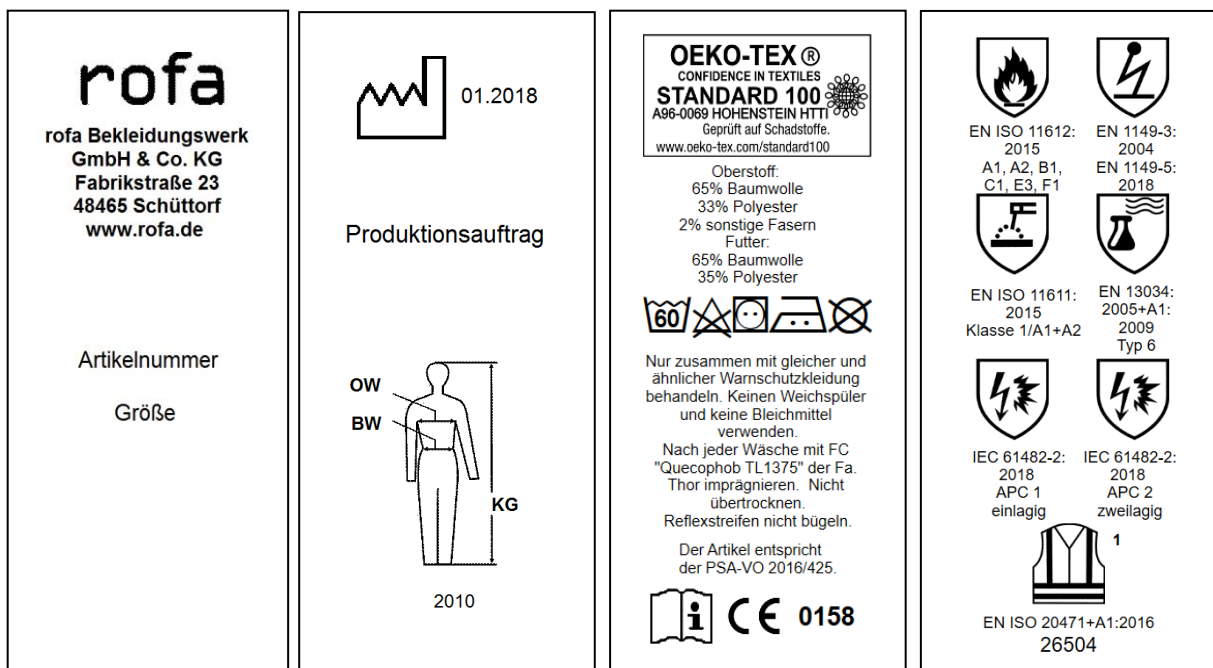 rofa
rofa Bekleidungswerk
GmbH & Co. KG
Fabrikstraße 23
48465 Schüttorf
www.rofa.de
Artikelnummer
Größe
01.2018
Produktionsauftrag
OW
BW
KG
2010
OEKO-TEX ®
CONFIDENCE IN TEXTILES
STANDARD 100
A96-0069 HOHENSTEIN HTTI
Geprüft auf Schadstoffe.
www.oeko-tex.com/standard100
Oberstoff:
65% Baumwolle
33% Polyester
2% sonstige Fasern
Futter:
65% Baumwolle
35% Polyester
60
Nur zusammen mit gleicher und
ähnlicher Warnschutzkleidung
behandeln. Keinen Weichspüler
und keine Bleichmittel
verwenden.
Nach jeder Wäsche mit FC
"Quecophob TL1375" der Fa.
Thor imprägnieren. Nicht
übertrocknen.
Reflexstreifen nicht bügeln.
Der Artikel entspricht
der PSA-VO 2016/425.
i CE 0158
EN ISO 11612:
2015
A1, A2, B1,
C1, E3, F1
EN 1149-3:
2004
EN 1149-5:
2018
EN ISO 11611:
2015
Klasse 1/A1+A2
EN 13034:
2005+A1:
2009
Typ 6
IEC 61482-2:
2018
APC 1
einlagig
IEC 61482-2:
2018
APC 2
zweilagig
1
EN ISO 20471+A1:2016
26504